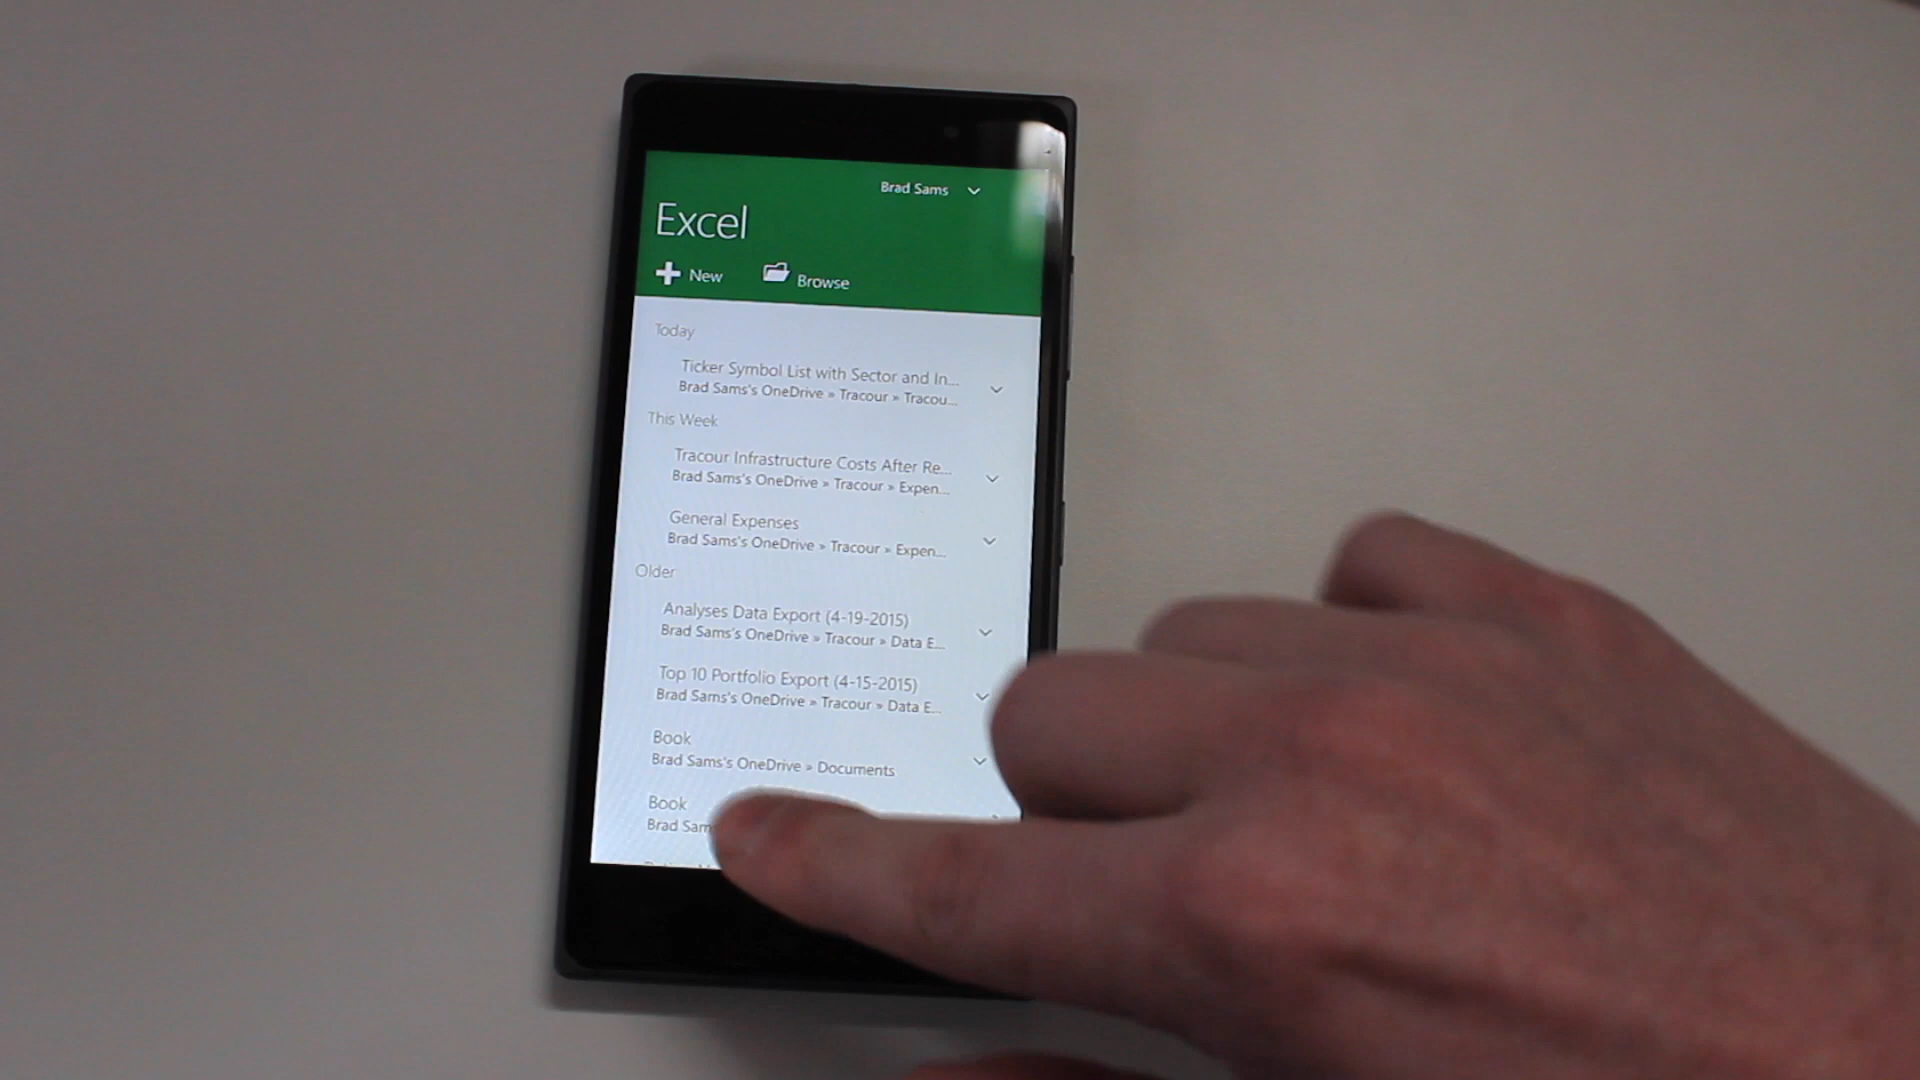 Brad Sams
Excel
New
Browse
Today
Ticker Symbol List with Sector and In...
Brad Sams's OneDrive » Tracour » Tracou...
This Week
Tracour Infrastructure Costs After Re...
Brad Sams's OneDrive » Tracour » Expen...
General Expenses
Brad Sams's OneDrive » Tracour » Expen...
Older
Analyses Data Export (4-19-2015)
Brad Sams's OneDrive » Tracour » Data E...
Top 10 Portfolio Export (4-15-2015)
Brad Sams's OneDrive » Tracour » Data E...
Book
Brad Sams's OneDrive » Documents
Book
Brad Sam